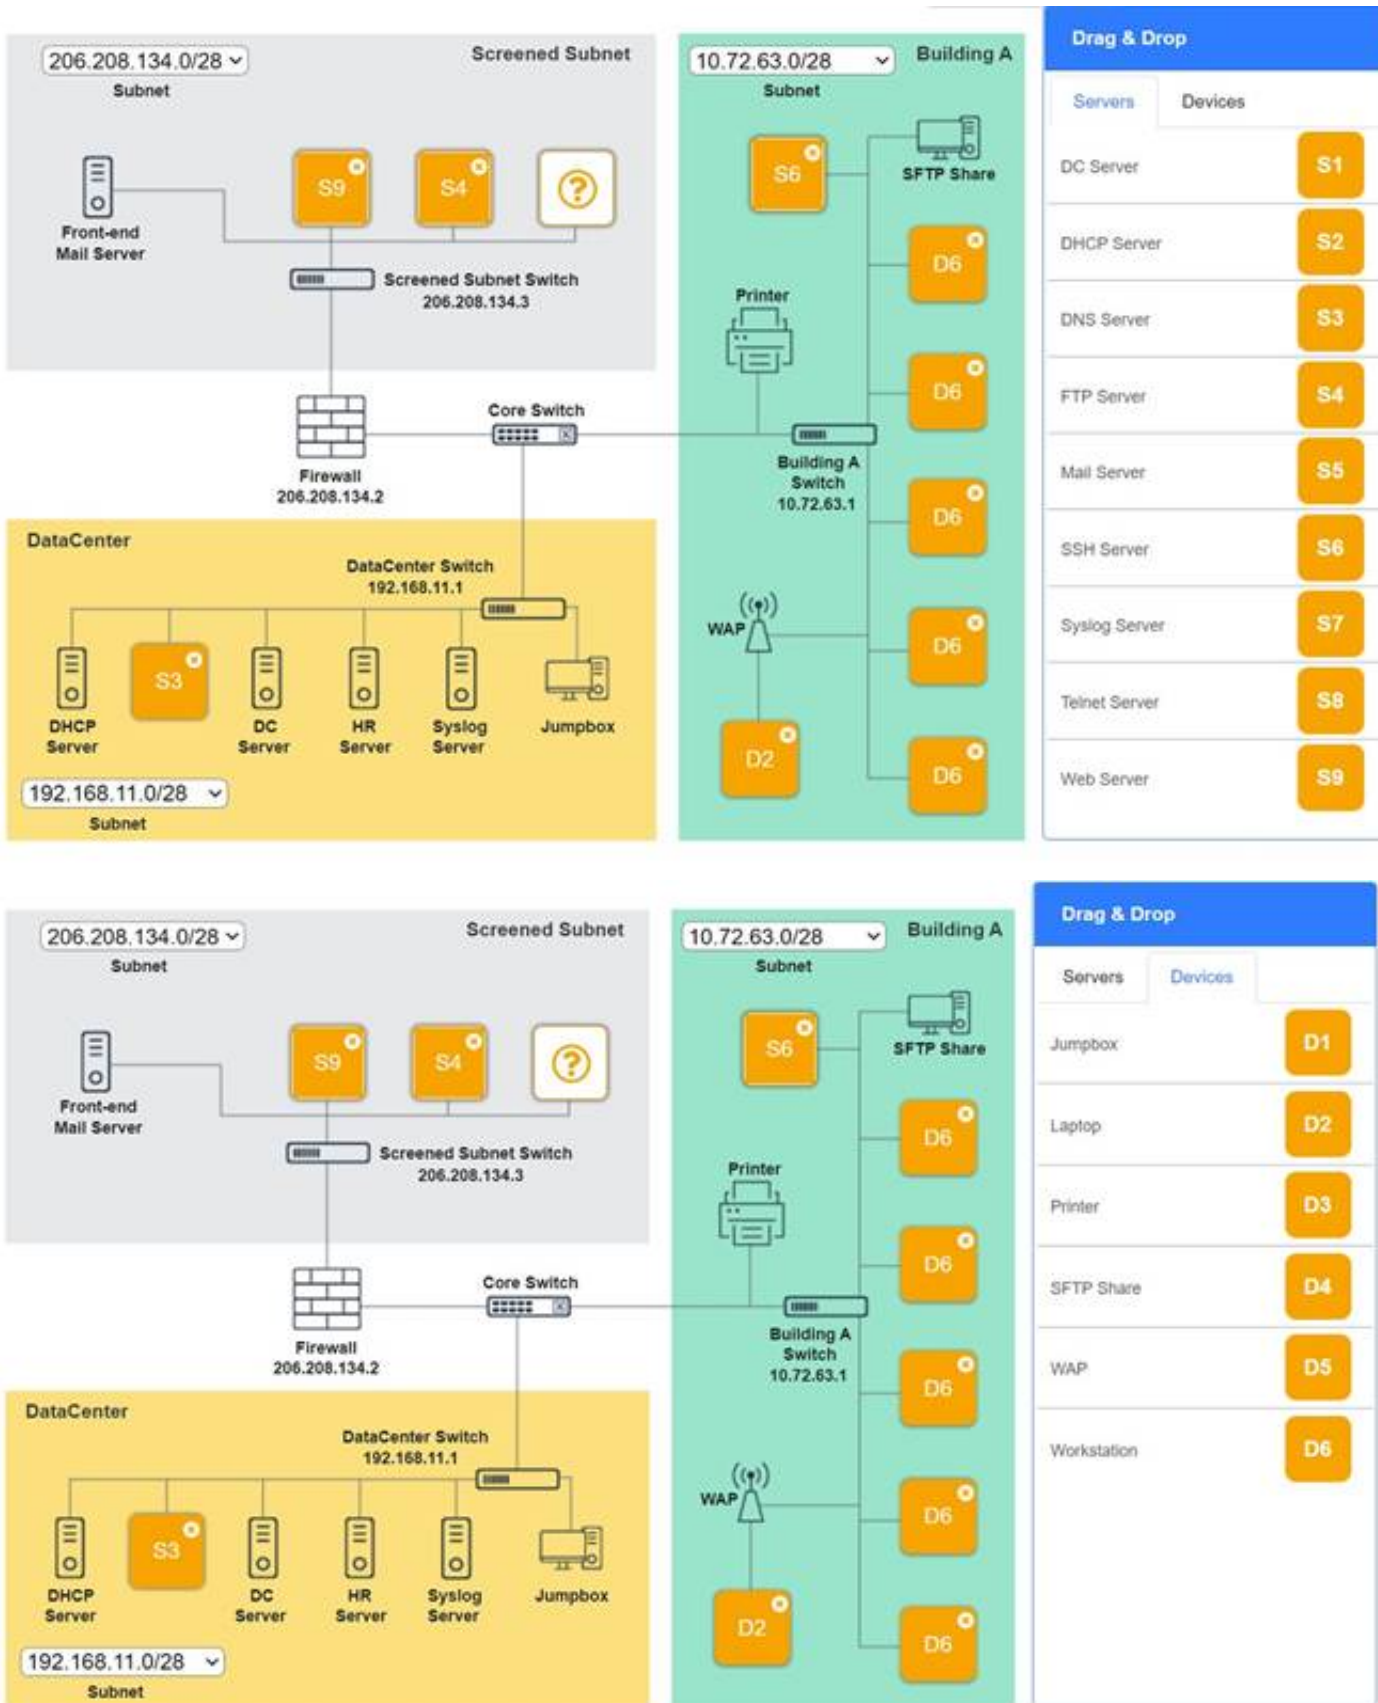 206.208.134.0/28
Subnet
Screened Subnet
Front-end
Mail Server
S9
S4
?
Screened Subnet Switch
206.208.134.3
Firewall
206.208.134.2
Core Switch
10.72.63.0/28
Subnet
Building A
S6
SFTP Share
D6
Printer
D6
Building A
Switch
10.72.63.1
D6
WAP
D6
D2
D6
DataCenter
DataCenter Switch
192.168.11.1
S3
DHCP
Server
DC
Server
HR
Server
Syslog
Server
Jumpbox
192.168.11.0/28
Subnet
Drag & Drop
Servers Devices
DC Server S1
DHCP Server S2
DNS Server S3
FTP Server S4
Mail Server S5
SSH Server S6
Syslog Server S7
Telnet Server S8
Web Server S9
206.208.134.0/28
Subnet
Screened Subnet
Front-end
Mail Server
S9
S4
?
Screened Subnet Switch
206.208.134.3
Firewall
206.208.134.2
Core Switch
10.72.63.0/28
Subnet
Building A
S6
SFTP Share
D6
Printer
D6
Building A
Switch
10.72.63.1
D6
WAP
D6
D2
D6
DataCenter
DataCenter Switch
192.168.11.1
S3
DHCP
Server
DC
Server
HR
Server
Syslog
Server
Jumpbox
192.168.11.0/28
Subnet
Drag & Drop
Servers Devices
Jumpbox D1
Laptop D2
Printer D3
SFTP Share D4
WAP D5
Workstation D6